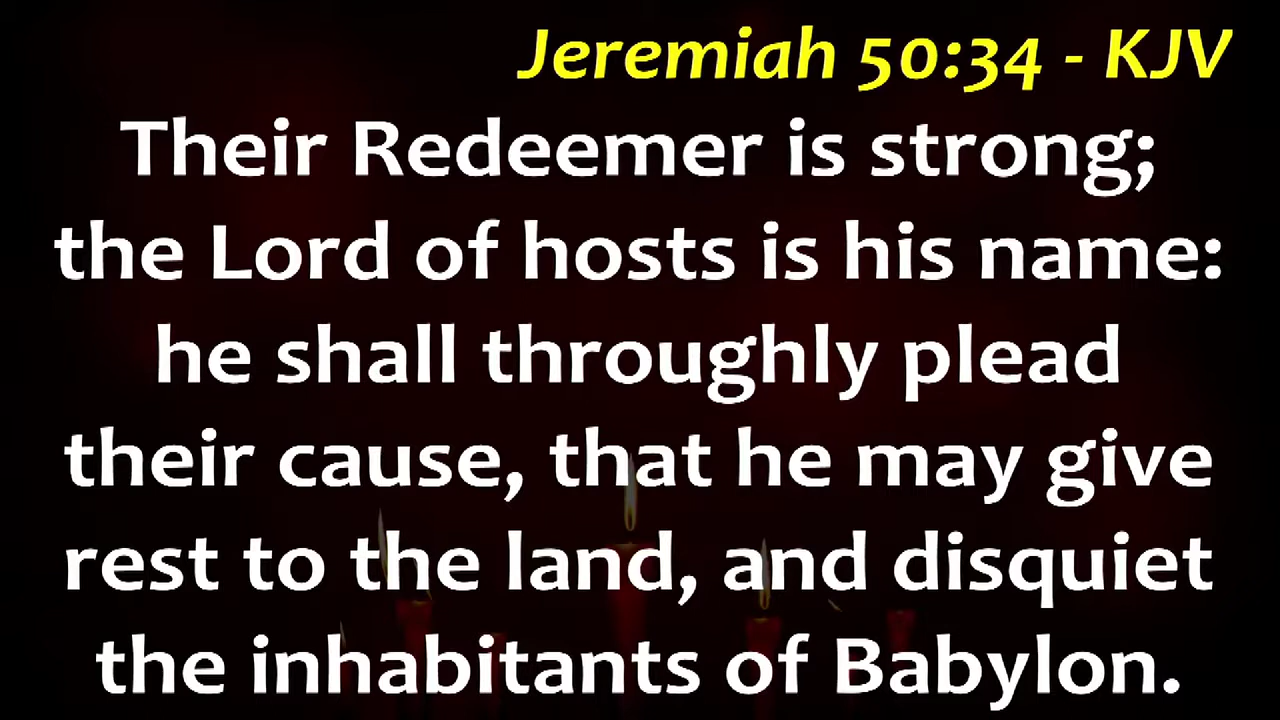 Jeremiah 50:34 - KJV
Their Redeemer is strong;
the Lord of hosts is his name:
he shall throughly plead
their cause, that he may give
rest to the land, and disquiet
the inhabitants of Babylon.